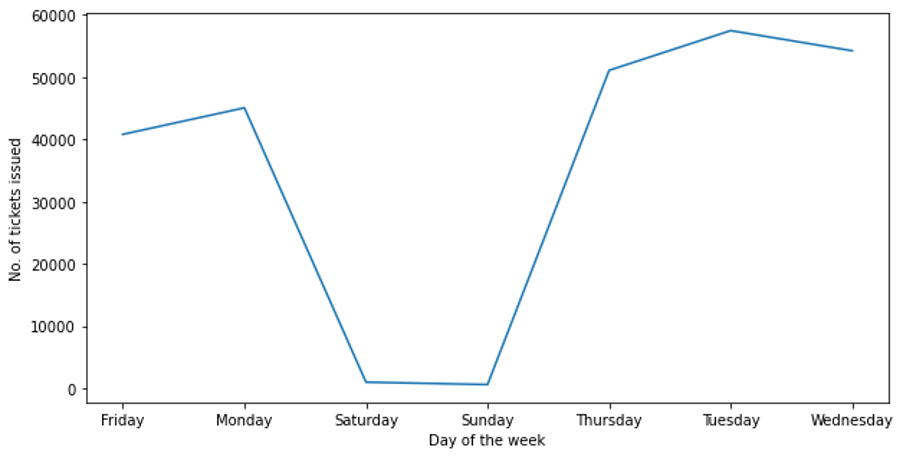 60000
50000
40000
30000
20000
10000
0
No. of tickets issued
Friday Monday Saturday Sunday Thursday Tuesday Wednesday
Day of the week